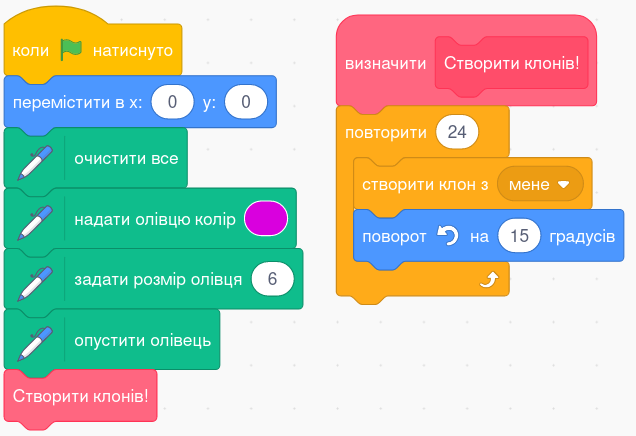 коли натиснуто
перемістити в x: 0 y: 0
очистити все
надати олівцю колір
задати розмір олівця 6
опустити олівець
Створити клонів!
визначити Створити клонів!
повторити 24
створити клон з мене
поворот на 15 градусів